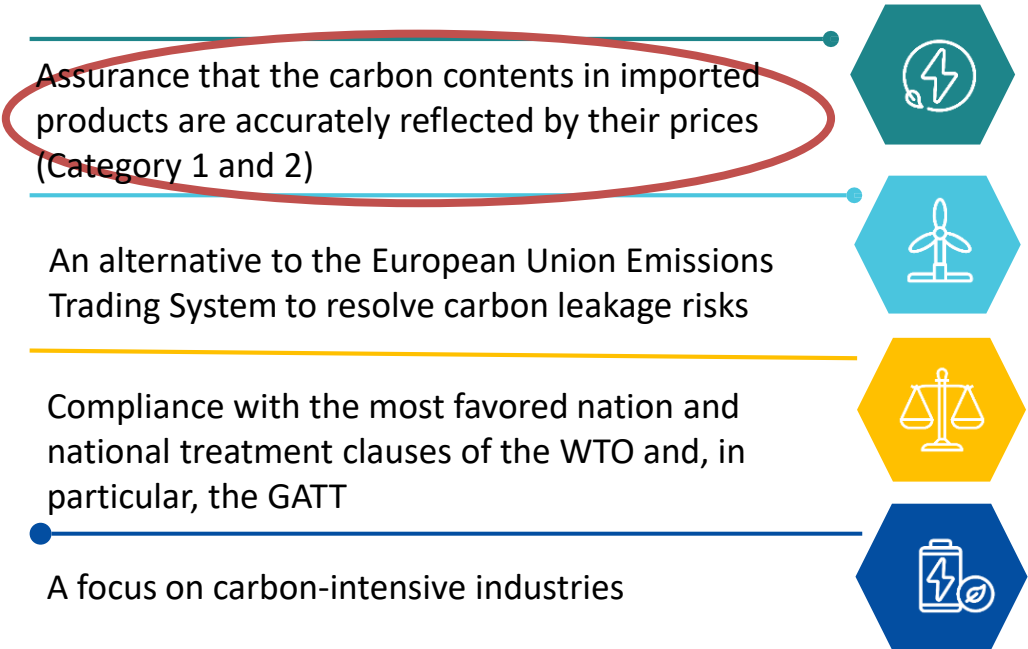 Assurance that the carbon contents in imported
products are accurately reflected by their prices
(Category 1 and 2)
An alternative to the European Union Emissions
Trading System to resolve carbon leakage risks
Compliance with the most favored nation and
national treatment clauses of the WTO and, in
particular, the GATT
A focus on carbon-intensive industries